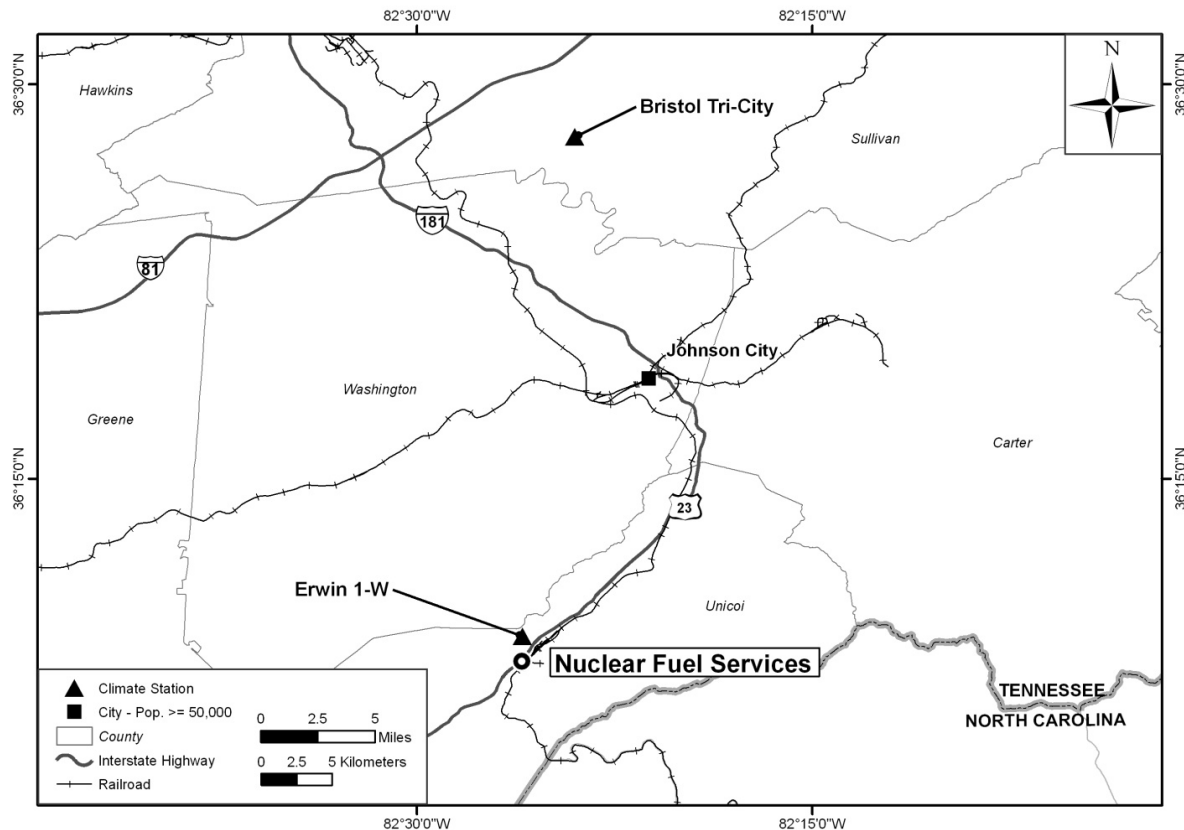 82°30'0"W 82°15'0"W
36°30'0"N
36°30'0"N
N
Hawkins
Bristol Tri-City
Sullivan
181
81
Johnson City
Washington
Greene
Carter
36°15'0"N
36°15'0"N
23
Erwin 1-W
Unicoi
Nuclear Fuel Services
TENNESSEE
NORTH CAROLINA
Climate Station
City - Pop. >= 50,000
County
Interstate Highway
Railroad
0 2.5 5
Miles
0 2.5 5 Kilometers
82°30'0"W 82°15'0"W